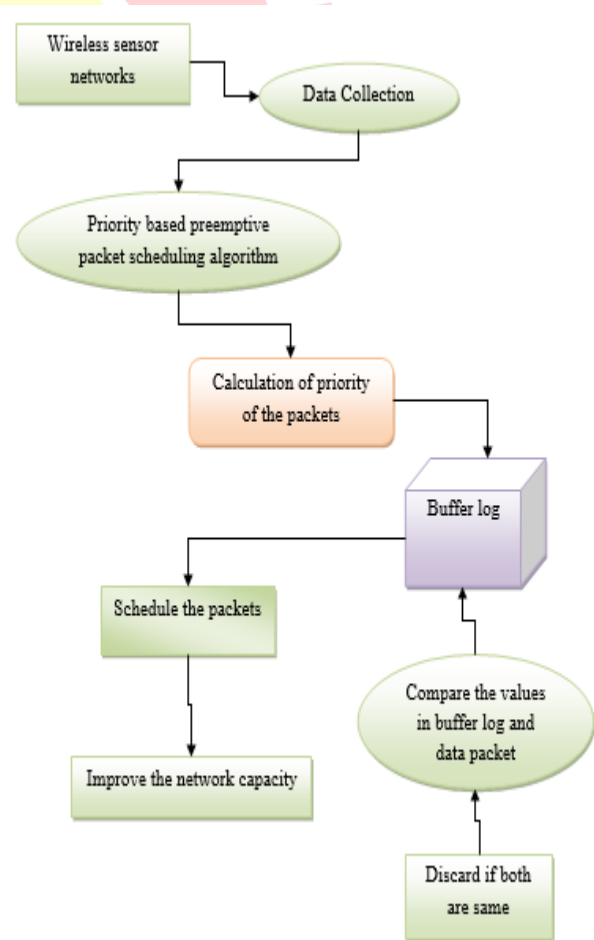 Wireless sensor
networks
Data Collection
Priority based preemptive
packet scheduling algorithm
Calculation of priority
of the packets
Buffer log
Schedule the packets
Compare the values
in buffer log and
data packet
Improve the network capacity
Discard if both
are same